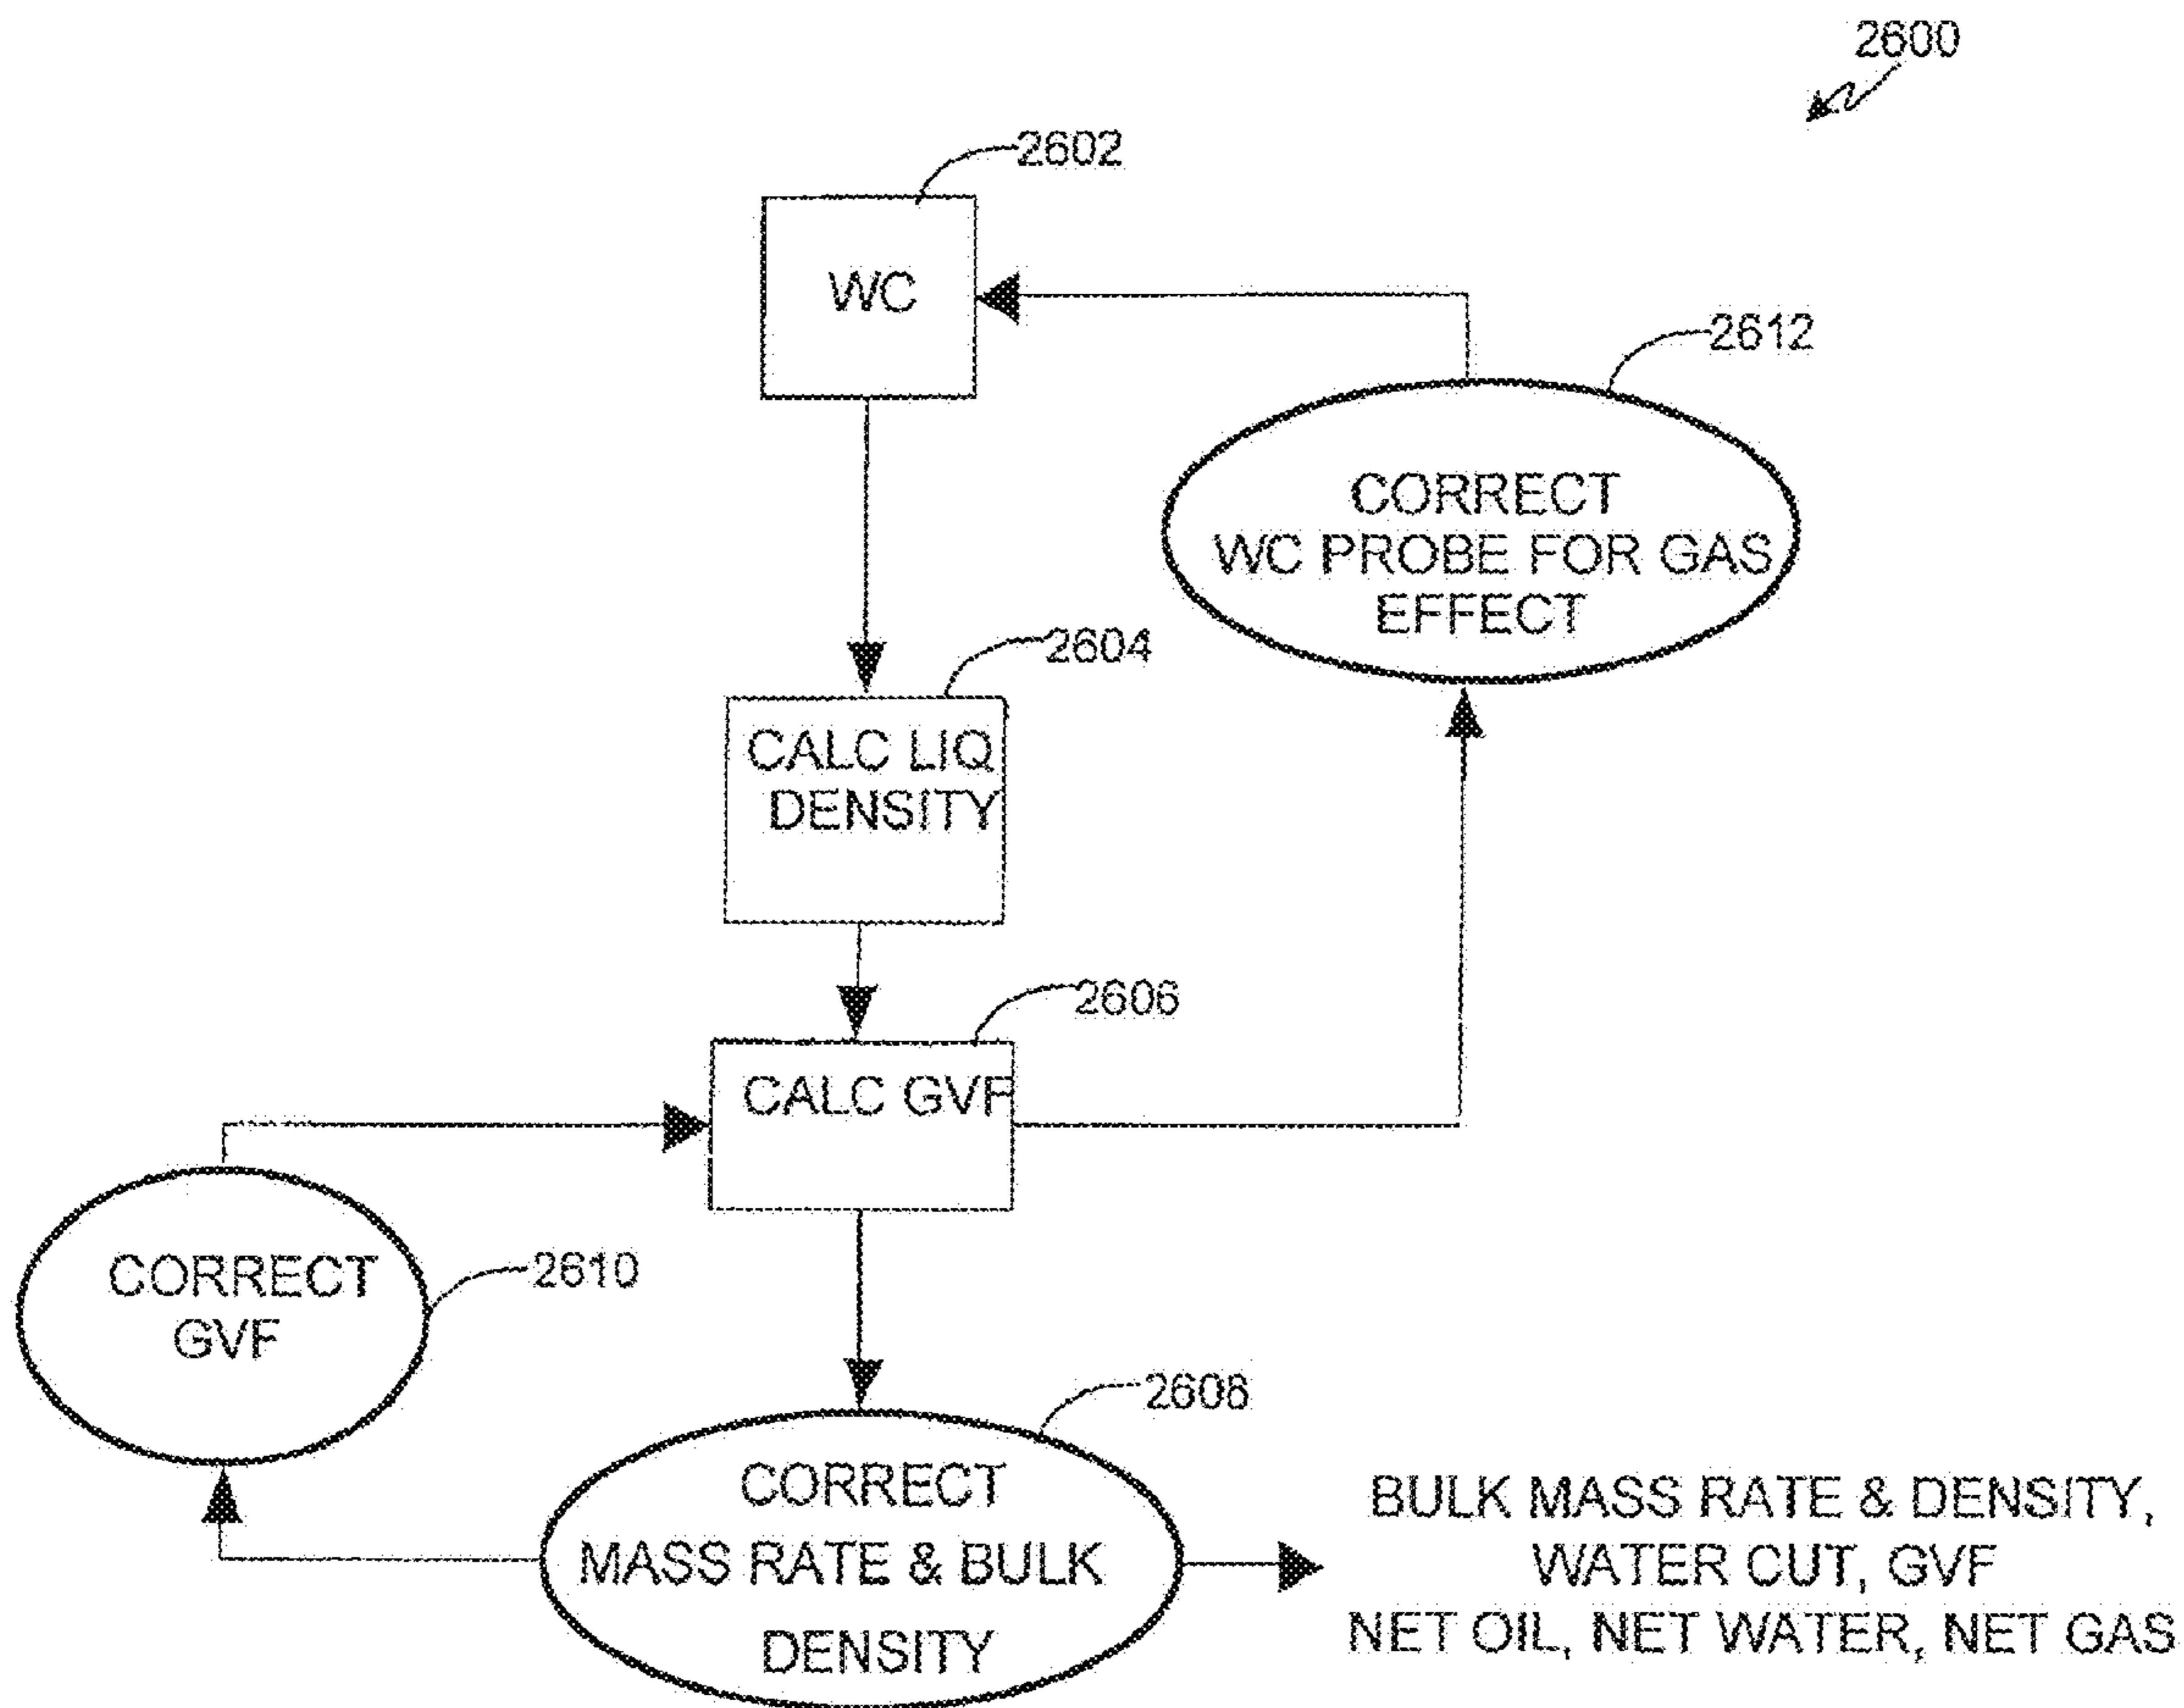 2600
2602
WC
2612
CORRECT
WC PROBE FOR GAS
EFFECT
2604
CALC LIQ
DENSITY
2606
CALC GVF
CORRECT
GVF
2610
2608
CORRECT
MASS RATE & BULK
DENSITY
BULK MASS RATE & DENSITY,
WATER CUT, GVF
NET OIL, NET WATER, NET GAS